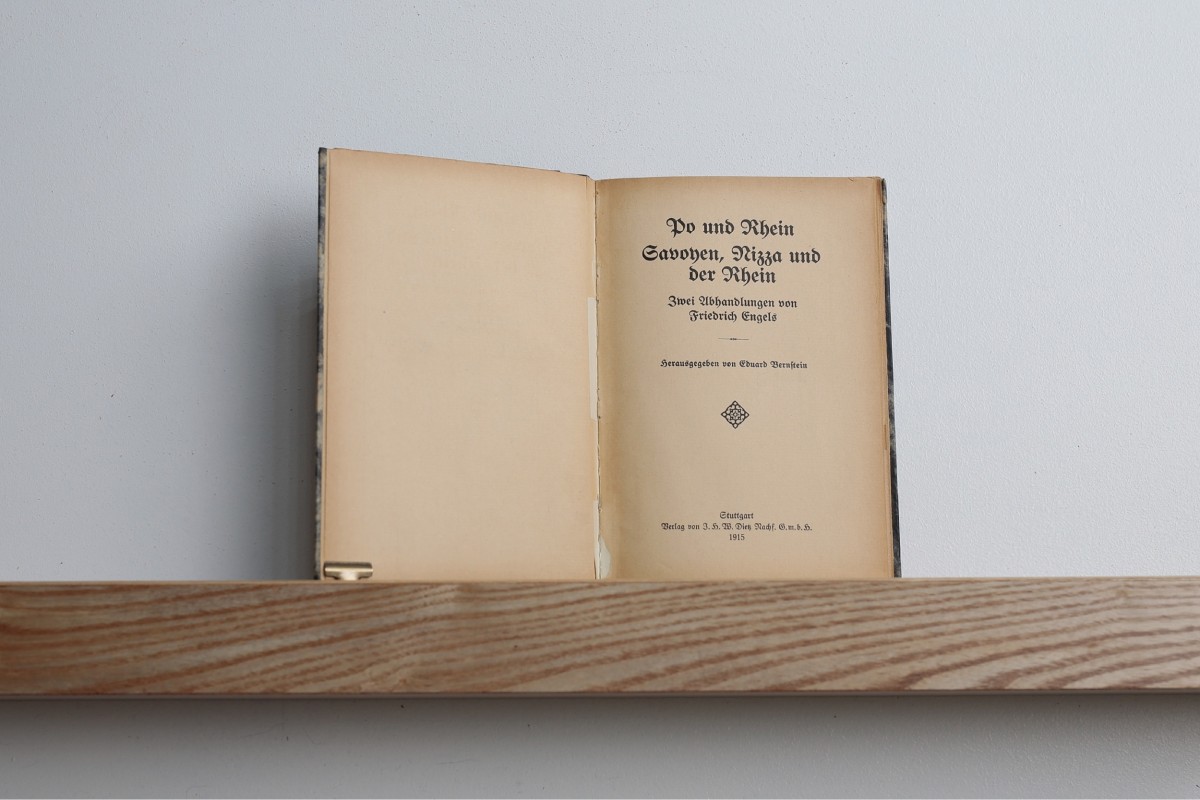 Po und Rhein
Savoyen, Nizza und
der Rhein
Zwei Abhandlungen von
Friedrich Engels
Herausgegeben von Eduard Bernstein
Stuttgart
Verlag von J. H. W. Dietz Nachf. G. m. b. H.
1915